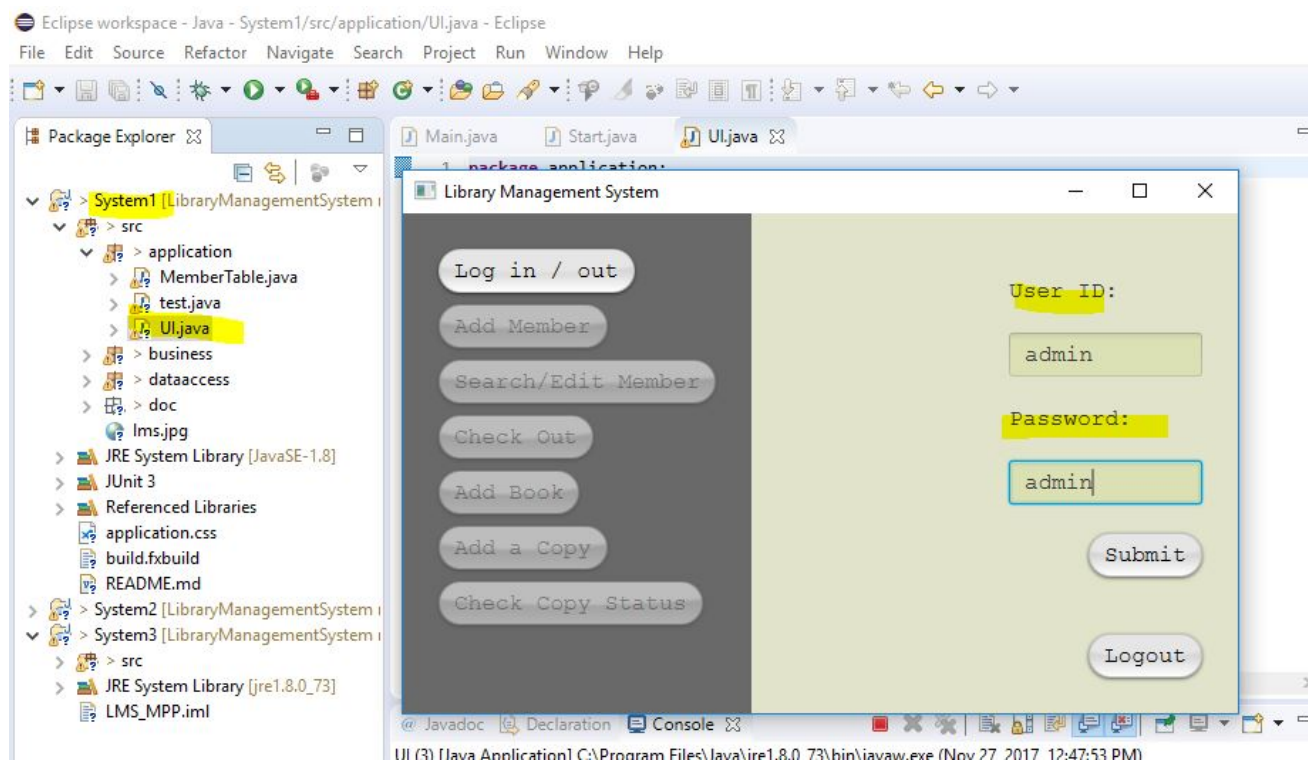 Eclipse workspace - Java - System1/src/application/UI.java - Eclipse
File Edit Source Refactor Navigate Search Project Run Window Help
Package Explorer
> System1 [LibraryManagementSystem
> src
> application
MemberTable.java
test.java
UI.java
> business
> dataaccess
> doc
lms.jpg
JRE System Library [JavaSE-1.8]
JUnit 3
Referenced Libraries
application.css
build.fxbuild
README.md
> System2 [LibraryManagementSystem
> System3 [LibraryManagementSystem
> src
JRE System Library [jre1.8.0_73]
LMS_MPP.iml
Main.java Start.java UI.java
1 package application;
Library Management System
Log in / out
Add Member
Search/Edit Member
Check Out
Add Book
Add a Copy
Check Copy Status
User ID:
admin
Password:
admin
Submit
Logout
@ Javadoc Declaration Console
UI (3) [Java Application] C:\Program Files\Java\jre1.8.0_73\bin\javaw.exe (Nov 27, 2017, 12:47:53 PM)